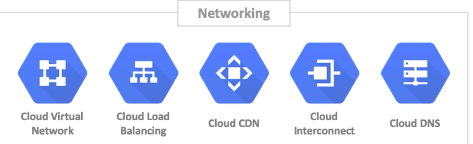 Networking
Cloud Virtual
Network
Cloud Load
Balancing
Cloud CDN
Cloud
Interconnect
Cloud DNS